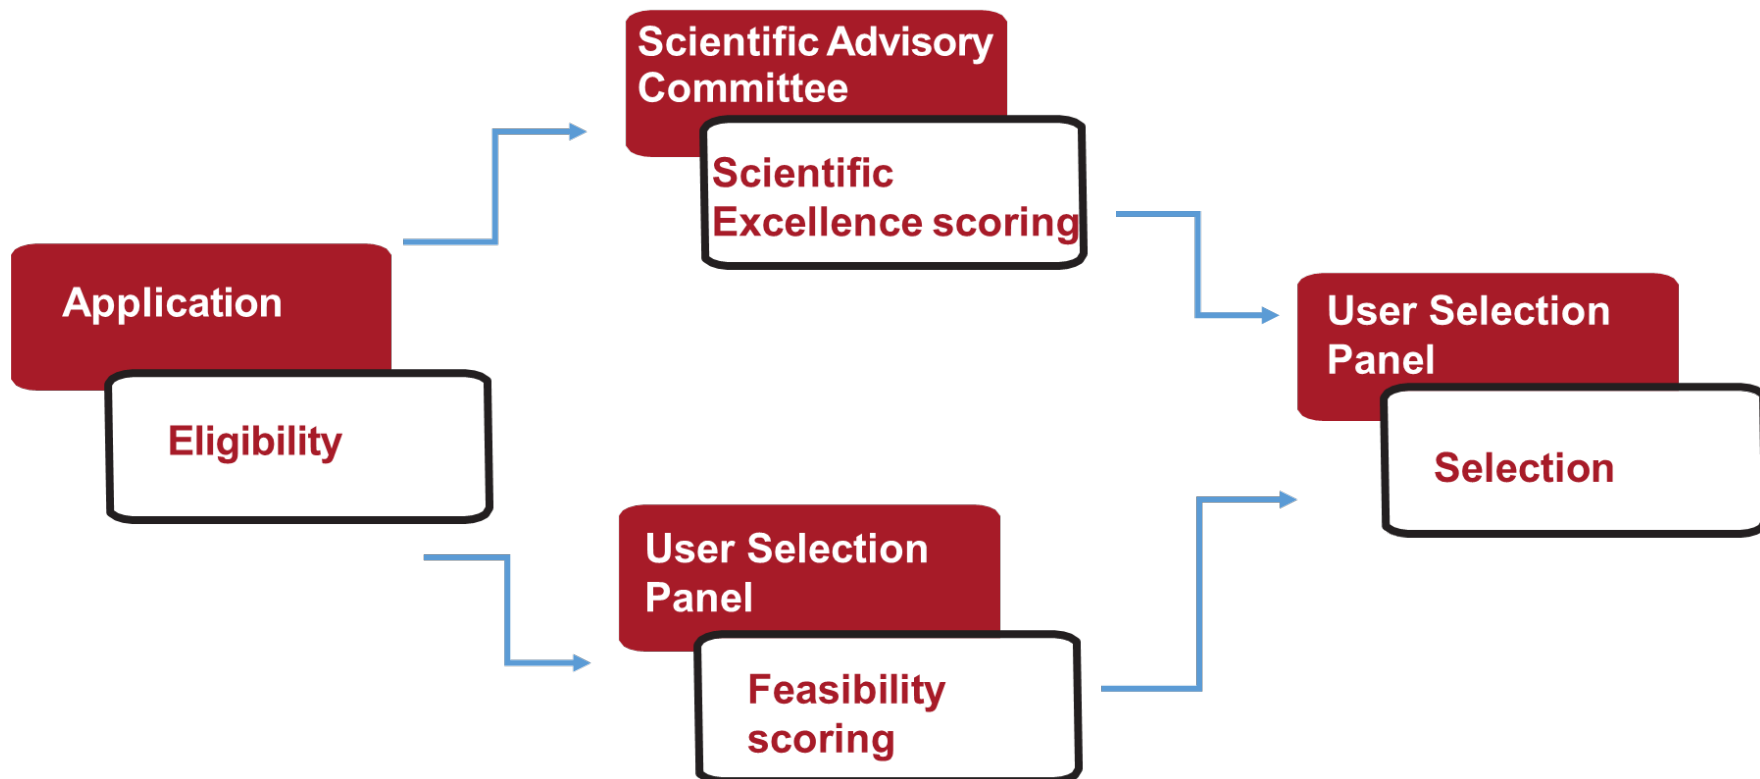 Scientific Advisory
Committee
Scientific
Excellence scoring
Application
Eligibility
User Selection
Panel
Feasibility
scoring
User Selection
Panel
Selection